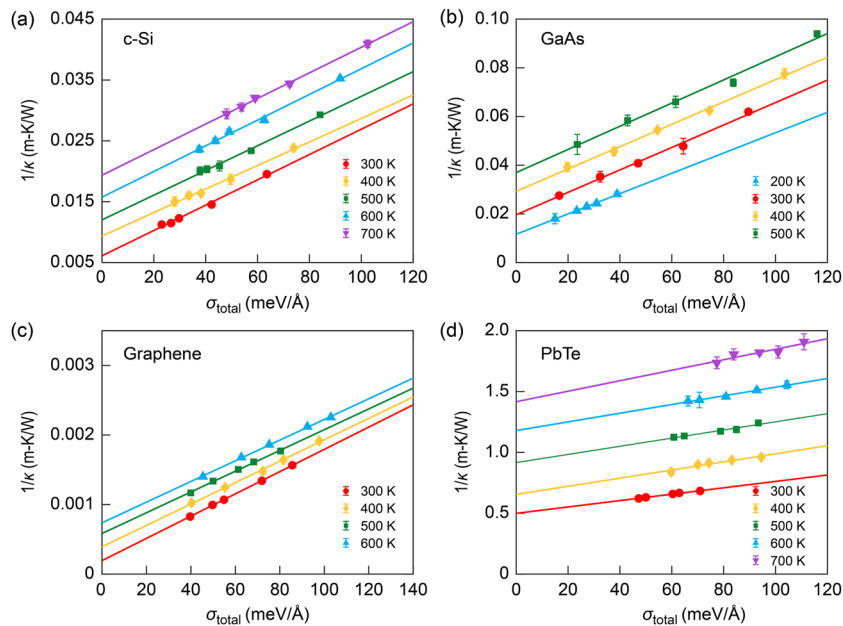 (a)
c-Si
0.045
0.035
0.025
0.015
0.005
1/κ (m-K/W)
300 K
400 K
500 K
600 K
700 K
0 20 40 60 80 100 120
σtotal (meV/Å)
(b)
GaAs
0.10
0.08
0.06
0.04
0.02
0
1/κ (m-K/W)
200 K
300 K
400 K
500 K
0 20 40 60 80 100 120
σtotal (meV/Å)
(c)
Graphene
0.003
0.002
0.001
0
1/κ (m-K/W)
300 K
400 K
500 K
600 K
0 20 40 60 80 100 120 140
σtotal (meV/Å)
(d)
PbTe
2.0
1.5
1.0
0.5
0
1/κ (m-K/W)
300 K
400 K
500 K
600 K
700 K
0 20 40 60 80 100 120
σtotal (meV/Å)